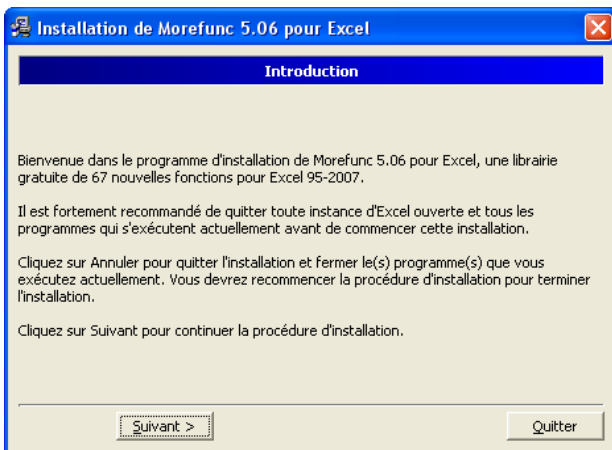 Installation de Morefunc 5.06 pour Excel
Introduction
Bienvenue dans le programme d'installation de Morefunc 5.06 pour Excel, une librairie
gratuite de 67 nouvelles fonctions pour Excel 95-2007.
Il est fortement recommandé de quitter toute instance d'Excel ouverte et tous les
programmes qui s'exécutent actuellement avant de commencer cette installation.
Cliquez sur Annuler pour quitter l'installation et fermer le(s) programme(s) que vous
exécutez actuellement. Vous devrez recommencer la procédure d'installation pour terminer
l'installation.
Cliquez sur Suivant pour continuer la procédure d'installation.
Suivant >
Quitter